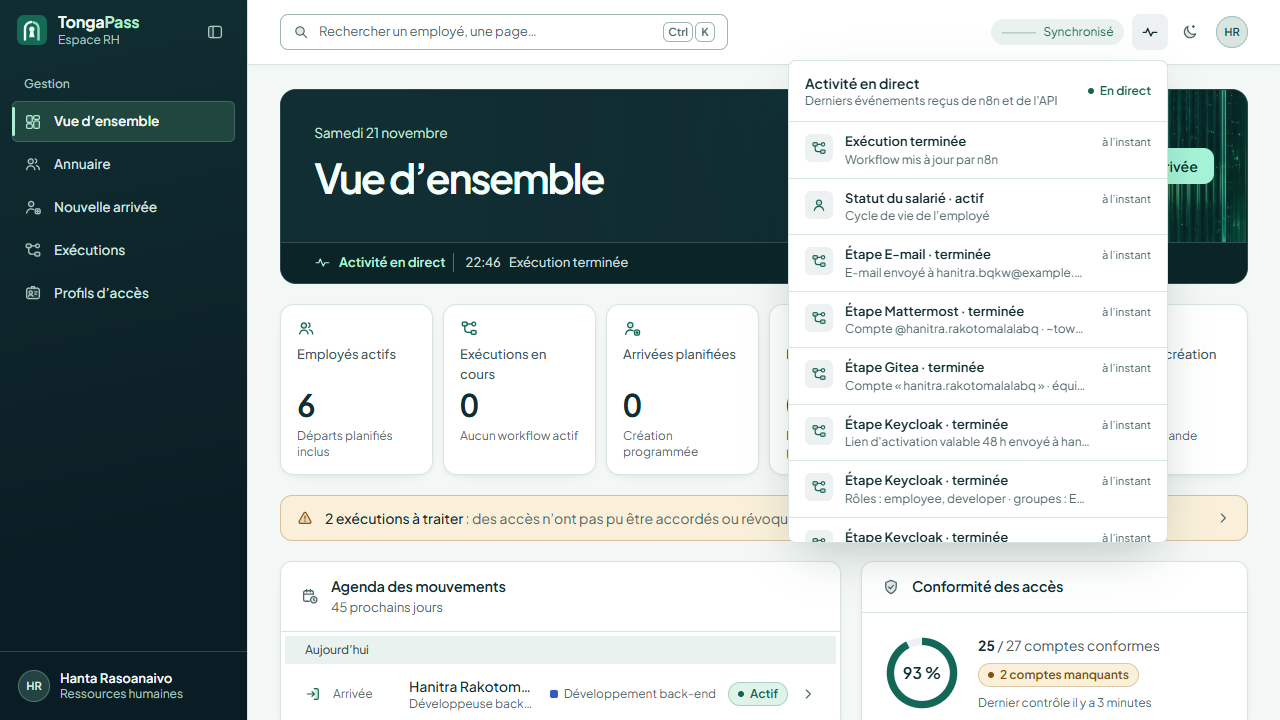 TongaPass
Espace RH
Gestion
Vue d’ensemble
Annuaire
Nouvelle arrivée
Exécutions
Profils d’accès
HR
Hanta Rasoanaivo
Ressources humaines
Rechercher un employé, une page…
Ctrl K
Synchronisé
HR
Samedi 21 novembre
Vue d’ensemble
Activité en direct
22:46 Exécution terminée
Activité en direct
Derniers événements reçus de n8n et de l’API
En direct
Exécution terminée
à l’instant
Workflow mis à jour par n8n
Statut du salarié · actif
à l’instant
Cycle de vie de l’employé
Étape E-mail · terminée
à l’instant
E-mail envoyé à hanitra.bqkw@example.…
Étape Mattermost · terminée
à l’instant
Compte @hanitra.rakotomalalabq · ~tow…
Étape Gitea · terminée
à l’instant
Compte « hanitra.rakotomalalabq » · équi…
Étape Keycloak · terminée
à l’instant
Lien d’activation valable 48 h envoyé à han…
Étape Keycloak · terminée
à l’instant
Rôles : employee, developer · groupes : E…
Étape Keycloak · terminée
à l’instant
Employés actifs
6
Départs planifiés
inclus
Exécutions en
cours
0
Aucun workflow actif
Arrivées planifiées
0
Création
programmée
2 exécutions à traiter : des accès n’ont pas pu être accordés ou révoqu
Agenda des mouvements
45 prochains jours
Aujourd’hui
Arrivée
Hanitra Rakotom…
Développeuse back…
Développement back-end
Actif
Conformité des accès
93 %
25 / 27 comptes conformes
2 comptes manquants
Dernier contrôle il y a 3 minutes